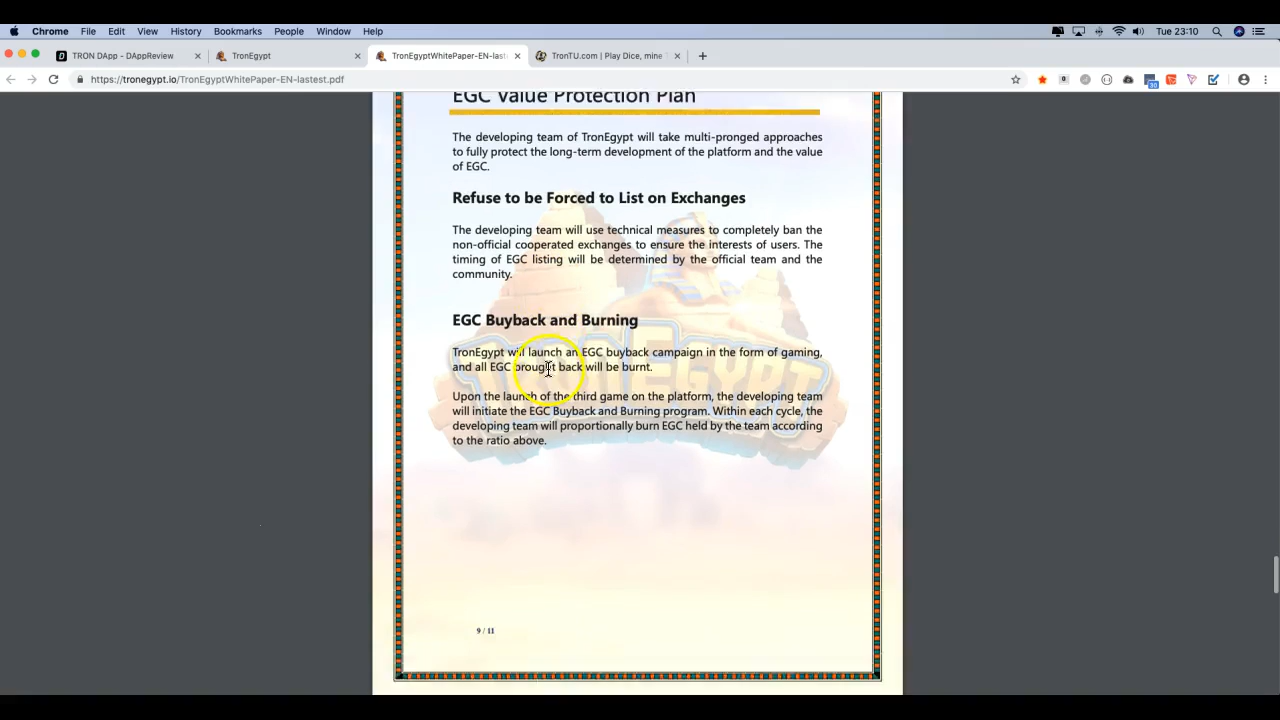 Chrome File Edit View History Bookmarks People Window Help Tue 23:10
TRON DApp - DAppReview TronEgypt TronEgyptWhitePaper-EN-last TronTU.com | Play Dice, mine
https://tronegypt.io/TronEgyptWhitePaper-EN-lastest.pdf
EGC Value Protection Plan
The developing team of TronEgypt will take multi-pronged approaches
to fully protect the long-term development of the platform and the value
of EGC.
Refuse to be Forced to List on Exchanges
The developing team will use technical measures to completely ban the
non-official cooperated exchanges to ensure the interests of users. The
timing of EGC listing will be determined by the official team and the
community.
EGC Buyback and Burning
TronEgypt will launch an EGC buyback campaign in the form of gaming,
and all EGC brought back will be burnt.
Upon the launch of the third game on the platform, the developing team
will initiate the EGC Buyback and Burning program. Within each cycle, the
developing team will proportionally burn EGC held by the team according
to the ratio above.
TRONEGYPT
9 / 11